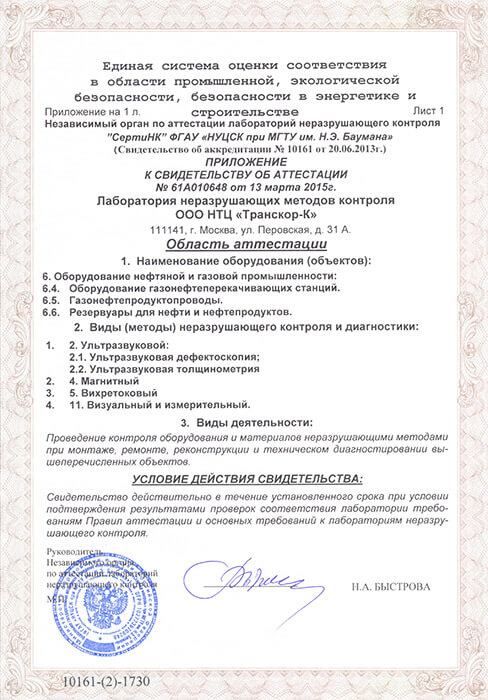 Единая система оценки соответствия
в области промышленной, экологической
безопасности, безопасности в энергетике и
строительстве
Приложение на 1 л.
Лист 1
Независимый орган по аттестации лабораторий неразрушающего контроля
"СертиНК" ФГАУ «НУЦСК при МГТУ им. Н.Э. Баумана»
(Свидетельство об аккредитации № 10161 от 20.06.2013г.)
ПРИЛОЖЕНИЕ
К СВИДЕТЕЛЬСТВУ ОБ АТТЕСТАЦИИ
№ 61А010648 от 13 марта 2015г.
Лаборатория неразрушающих методов контроля
ООО НТЦ «Транскор-К»
111141, г. Москва, ул. Перовская, д. 31 А.
Область аттестации
1. Наименование оборудования (объектов):
6. Оборудование нефтяной и газовой промышленности:
6.4. Оборудование газонефтеперекачивающих станций.
6.5. Газонефтепродуктопроводы.
6.6. Резервуары для нефти и нефтепродуктов.
2. Виды (методы) неразрушающего контроля и диагностики:
1. 2. Ультразвуковой:
2.1. Ультразвуковая дефектоскопия;
2.2. Ультразвуковая толщинометрия
2. 4. Магнитный
3. 5. Вихретоковый
4. 11. Визуальный и измерительный.
3. Виды деятельности:
Проведение контроля оборудования и материалов неразрушающими методами
при монтаже, ремонте, реконструкции и техническом диагностировании вы-
шеперечисленных объектов.
УСЛОВИЕ ДЕЙСТВИЯ СВИДЕТЕЛЬСТВА:
Свидетельство действительно в течение установленного срока при условии
подтверждения результатами проверок соответствия лаборатории требо-
ваниям Правил аттестации и основных требований к лабораториям неразру-
шающего контроля.
Руководитель
Независимого органа
по аттестации лабораторий
неразрушающего контроля
М.П.
Н.А. БЫСТРОВА
10161-(2)-1730